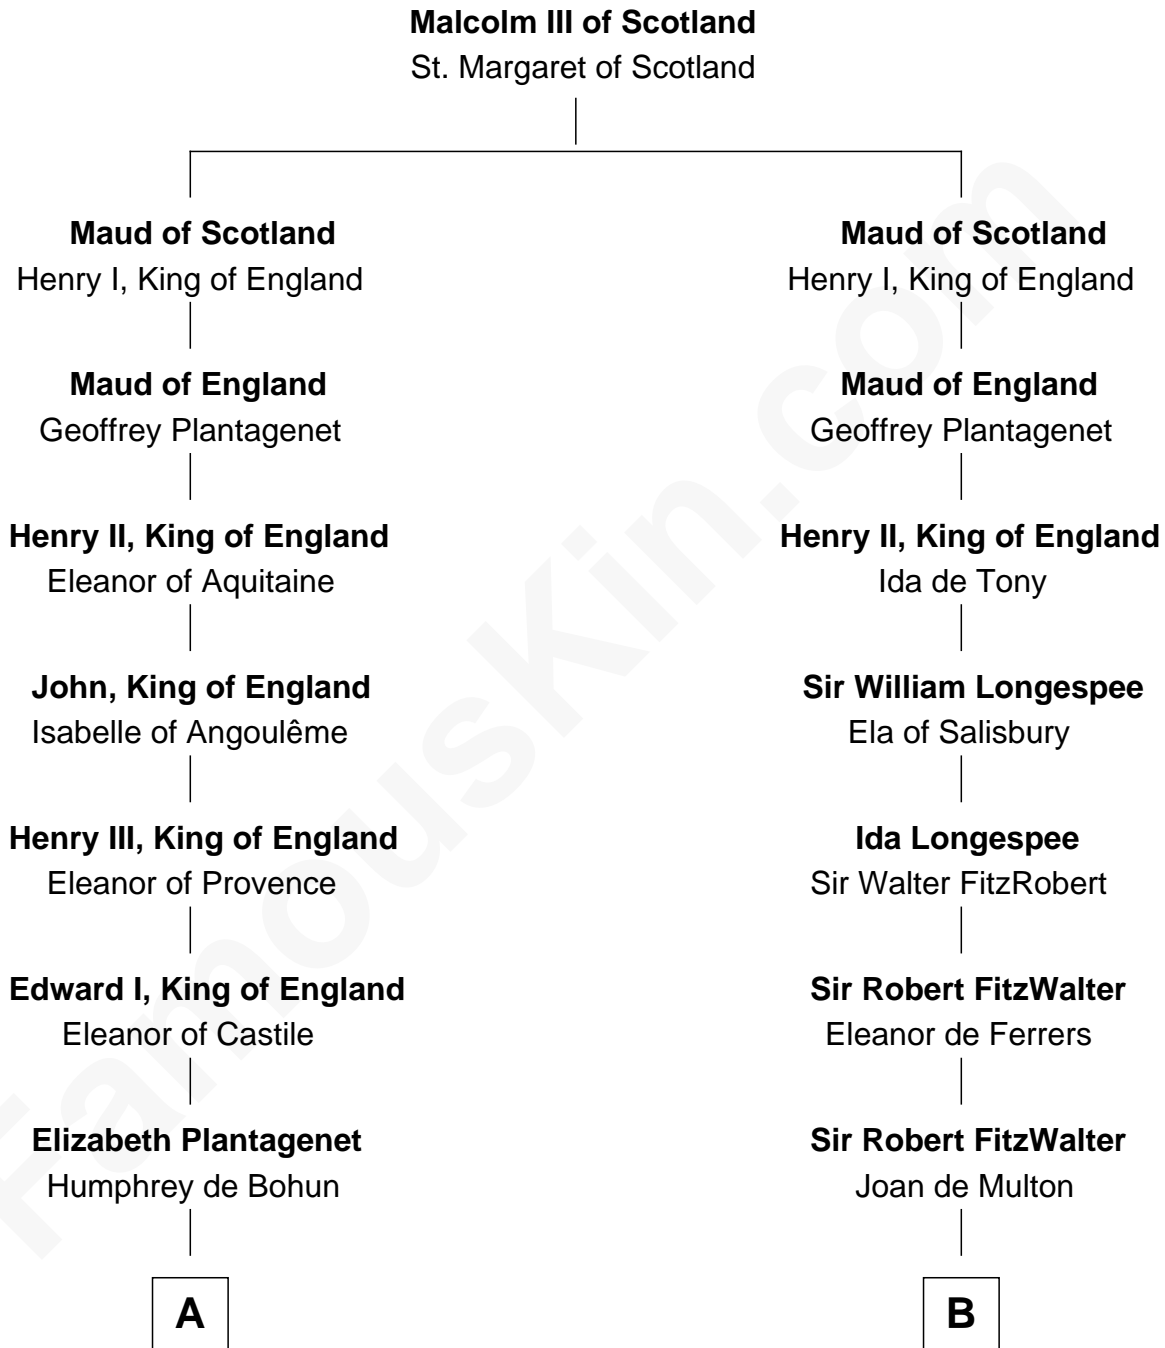 Malcolm III of Scotland
St. Margaret of Scotland
Maud of Scotland
Henry I, King of England
Maud of England
Geoffrey Plantagenet
Henry II, King of England
Eleanor of Aquitaine
John, King of England
Isabelle of Angoulême
Henry III, King of England
Eleanor of Provence
Edward I, King of England
Eleanor of Castile
Elizabeth Plantagenet
Humphrey de Bohun
A
Maud of Scotland
Henry I, King of England
Maud of England
Geoffrey Plantagenet
Henry II, King of England
Ida de Tony
Sir William Longespee
Ela of Salisbury
Ida Longespee
Sir Walter FitzRobert
Sir Robert FitzWalter
Eleanor de Ferrers
Sir Robert FitzWalter
Joan de Multon
B
FamousKin.com